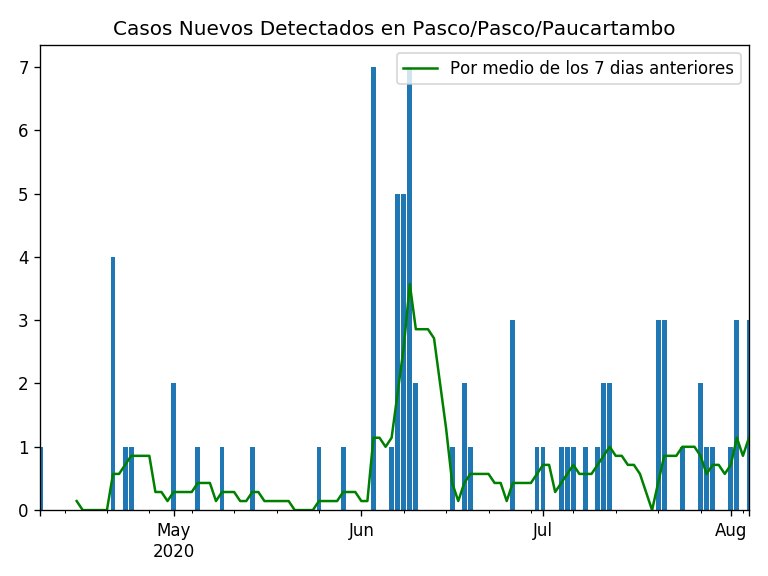 Casos Nuevos Detectados en Pasco/Pasco/Paucartambo
Por medio de los 7 dias anteriores
7
6
5
4
3
2
1
0
May
2020
Jun
Jul
Aug